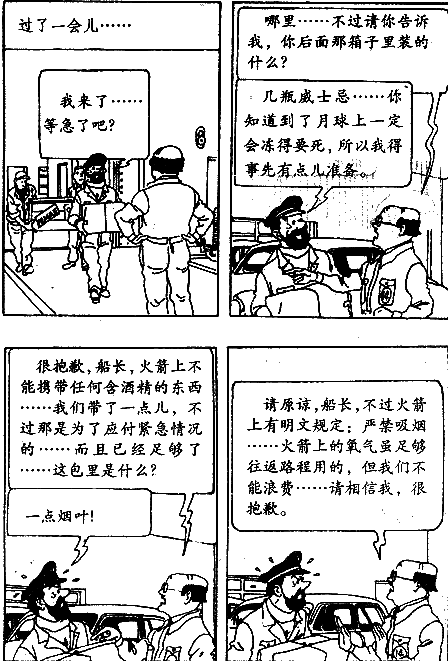 过了一会儿……
我来了……
等急了吧?
哪里……不过请你告诉
我，你后面那箱子里装的
什么?
几瓶威士忌……你
知道到了月球上一定
会冻得要死，所以我得
事先有点儿准备。
很抱歉，船长，火箭上不
能携带任何含酒精的东西
……我们带了一点儿，不
过那是为了应付紧急情况
的……而且已经足够了
……这包里是什么?
一点烟叶!
请原谅，船长，不过火箭
上有明文规定：严禁吸烟
……火箭上的氧气虽足够
往返路程用的，但我们不
能浪费……请相信我，很
抱歉。